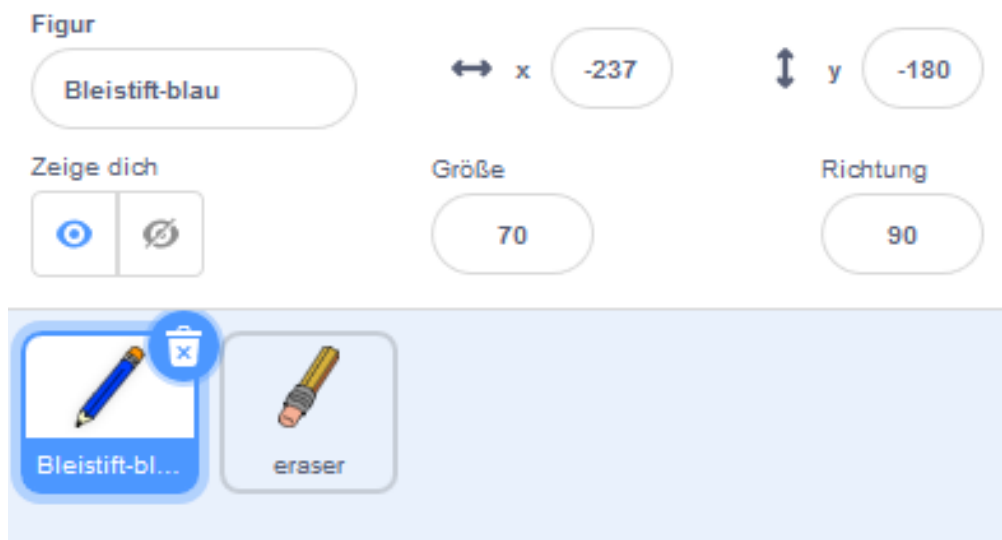 Figur
Bleistift-blau
x -237
y -180
Zeige dich
Größe
Richtung
70
90
Bleistift-bl...
eraser